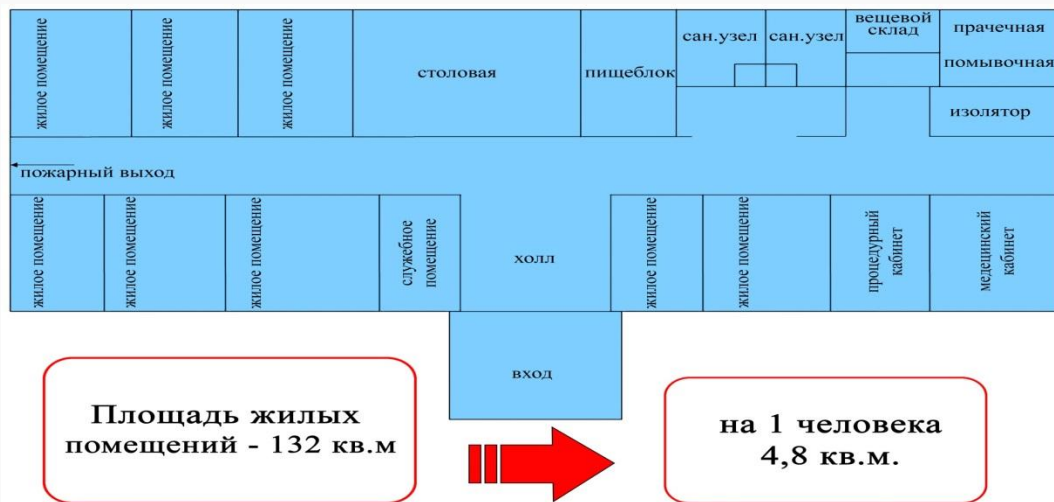 жилое помещение
жилое помещение
жилое помещение
столовая
пищеблок
сан.узел
сан.узел
вещевой
склад
прачечная
помывочная
изолятор
пожарный выход
жилое помещение
жилое помещение
жилое помещение
служебное
помещение
холл
жилое помещение
жилое помещение
процедурный
кабинет
медецинский
кабинет
вход
Площадь жилых
помещений - 132 кв.м
на 1 человека
4,8 кв.м.